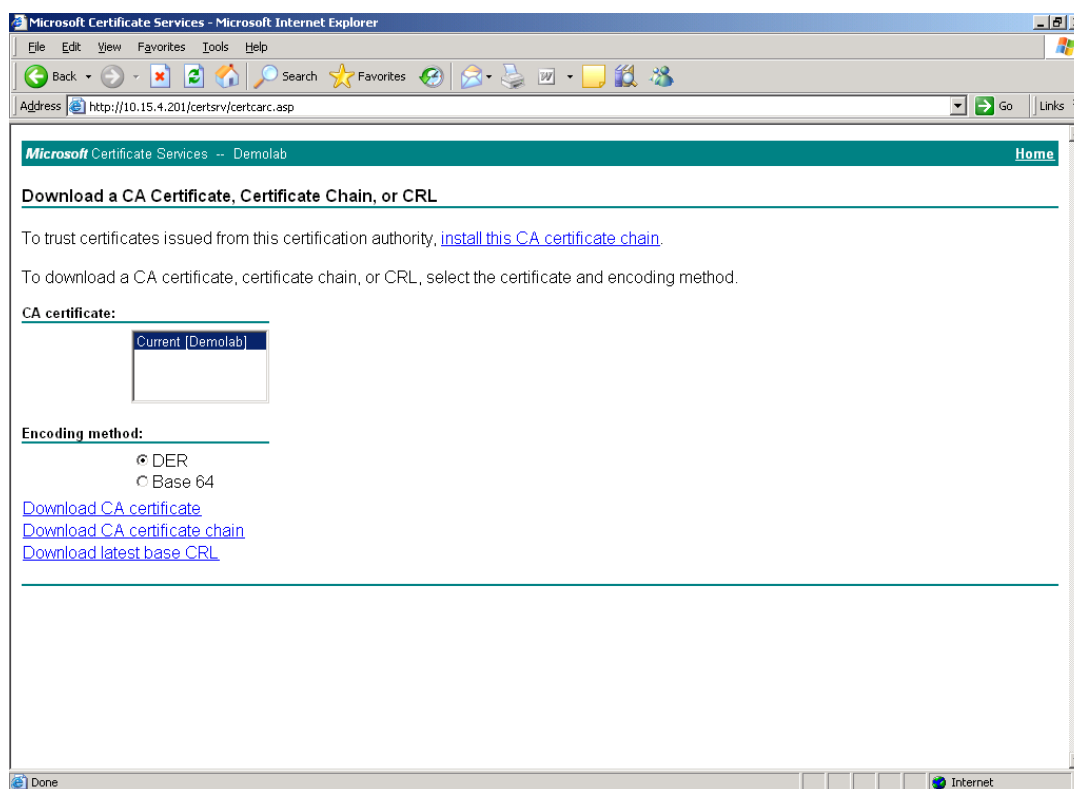 Microsoft Certificate Services - Microsoft Internet Explorer
File Edit View Favorites Tools Help
Back Search Favorites
Address http://10.15.4.201/certsrv/certcarc.asp Go Links
Microsoft Certificate Services -- Demolab Home
Download a CA Certificate, Certificate Chain, or CRL
To trust certificates issued from this certification authority, install this CA certificate chain.
To download a CA certificate, certificate chain, or CRL, select the certificate and encoding method.
CA certificate:
Current [Demolab]
Encoding method:
DER
Base 64
Download CA certificate
Download CA certificate chain
Download latest base CRL
Done Internet